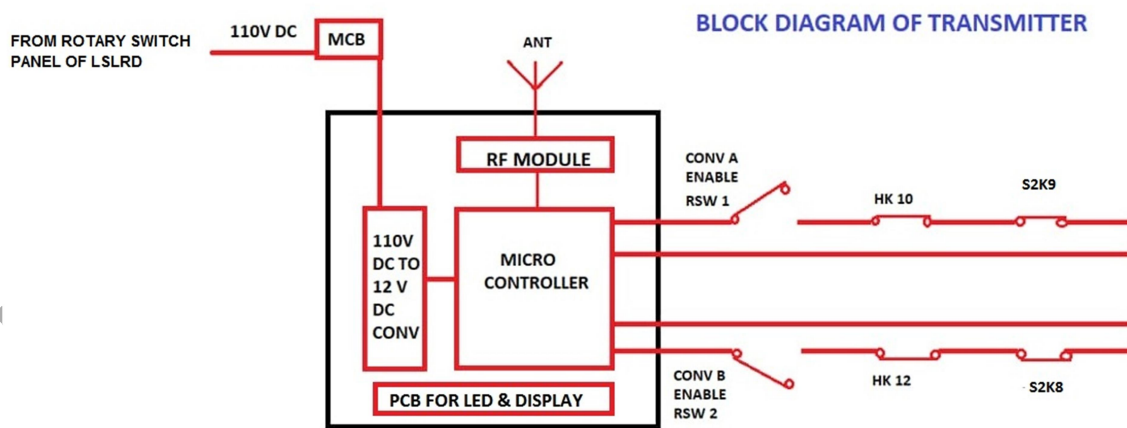 BLOCK DIAGRAM OF TRANSMITTER
FROM ROTARY SWITCH
PANEL OF LSLRD
110V DC
MCB
ANT
RF MODULE
110V
DC TO
12 V
DC
CONV
MICRO
CONTROLLER
PCB FOR LED & DISPLAY
CONV A
ENABLE
RSW 1
HK 10
S2K9
CONV B
ENABLE
RSW 2
HK 12
S2K8